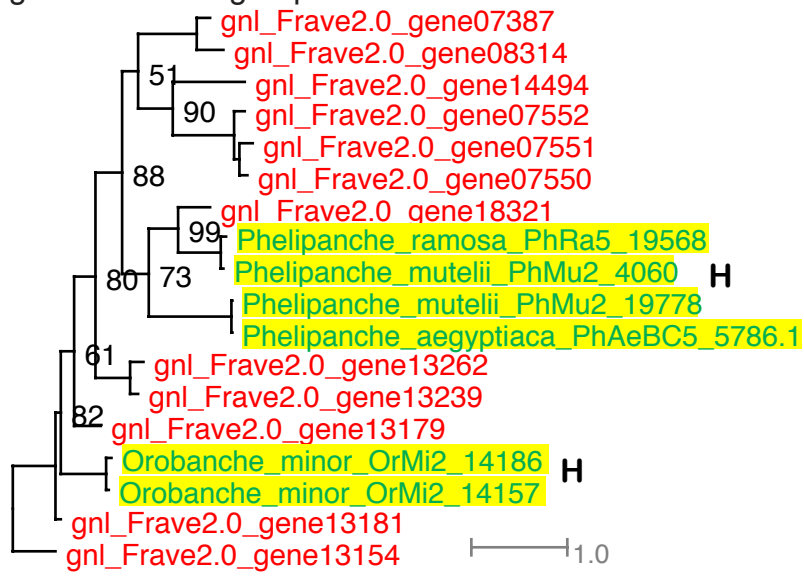 gnl_Frave2.0_gene07387
gnl_Frave2.0_gene08314
51
gnl_Frave2.0_gene14494
90
gnl_Frave2.0_gene07552
gnl_Frave2.0_gene07551
88
gnl_Frave2.0_gene07550
gnl_Frave2.0_gene18321
99
Phelipanche_ramosa_PhRa5_19568
80
73
Phelipanche_mutelii_PhMu2_4060
H
Phelipanche_mutelii_PhMu2_19778
Phelipanche_aegyptiaca_PhAeBC5_5786.1
61
gnl_Frave2.0_gene13262
gnl_Frave2.0_gene13239
82
gnl_Frave2.0_gene13179
Orobanche_minor_OrMi2_14186
H
Orobanche_minor_OrMi2_14157
gnl_Frave2.0_gene13181
gnl_Frave2.0_gene13154
1.0